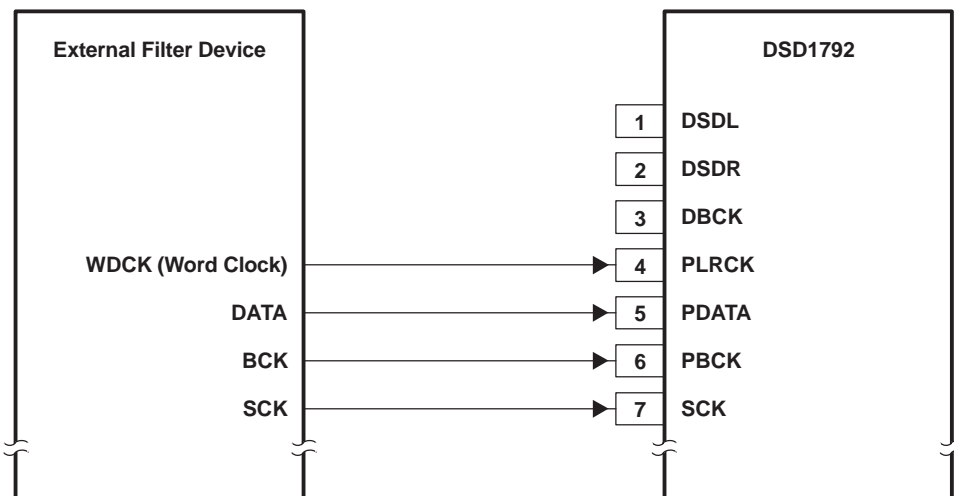 External Filter Device
DSD1792
1 DSDL
2 DSDR
3 DBCK
WDCK (Word Clock) 4 PLRCK
DATA 5 PDATA
BCK 6 PBCK
SCK 7 SCK